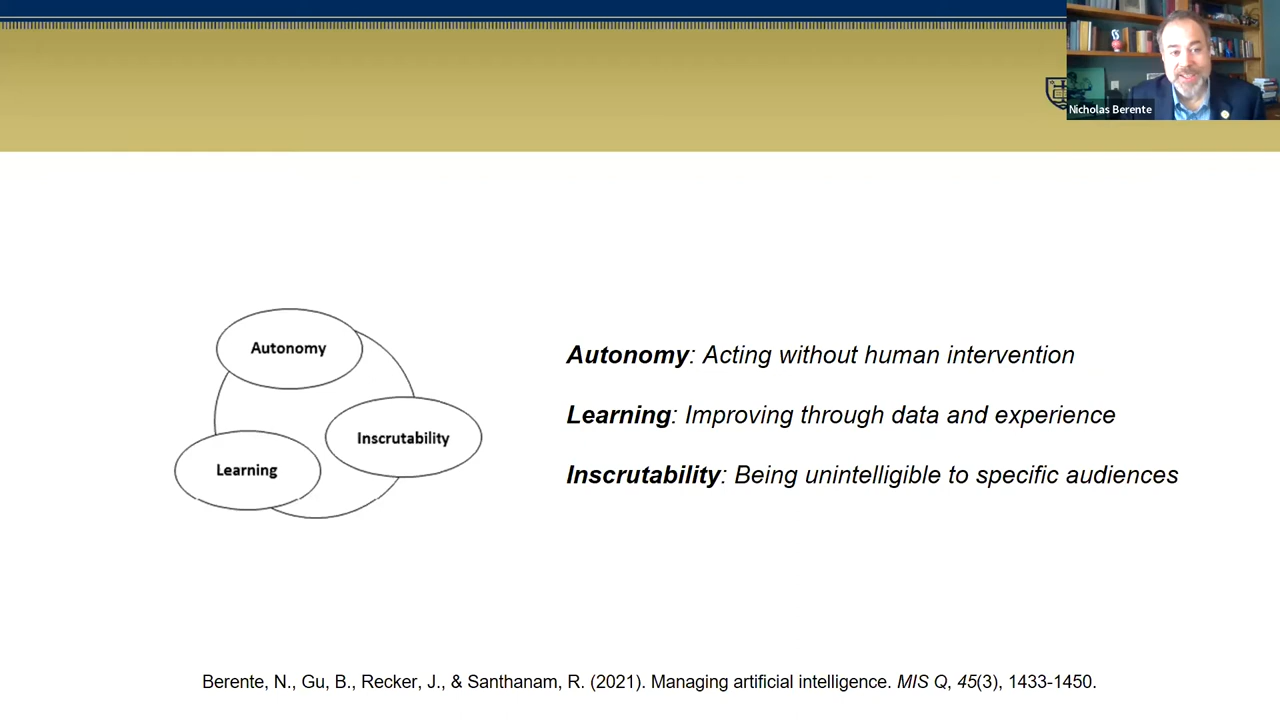 Nicholas Berente
Autonomy
Inscrutability
Learning
Autonomy: Acting without human intervention
Learning: Improving through data and experience
Inscrutability: Being unintelligible to specific audiences
Berente, N., Gu, B., Recker, J., & Santhanam, R. (2021). Managing artificial intelligence. MIS Q, 45(3), 1433-1450.